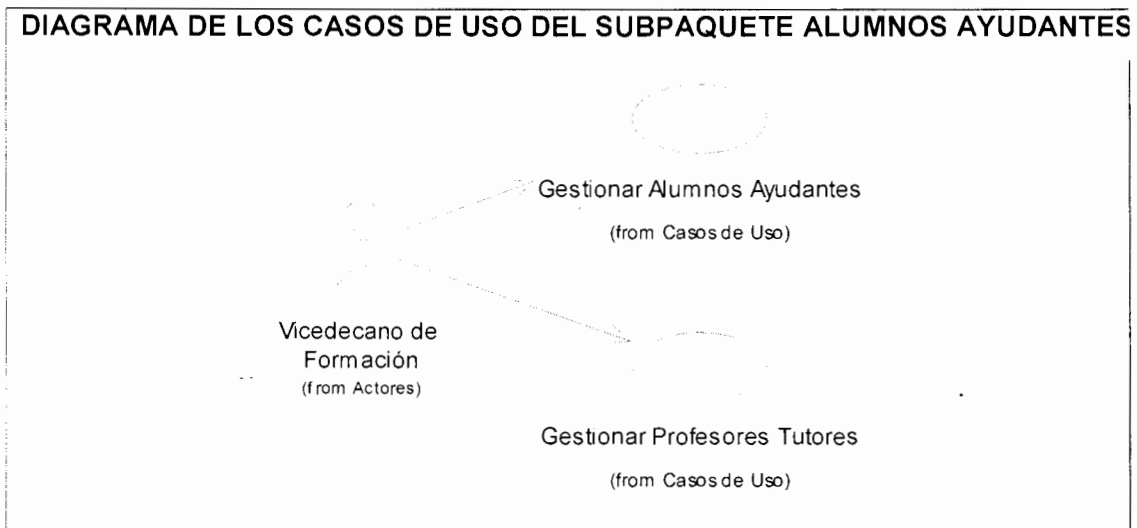 DIAGRAMA DE LOS CASOS DE USO DEL SUBPAQUETE ALUMNOS AYUDANTES
Gestionar Alumnos Ayudantes
(from Casos de Uso)
Vicedecano de
Formación
(from Actores)
Gestionar Profesores Tutores
(from Casos de Uso)